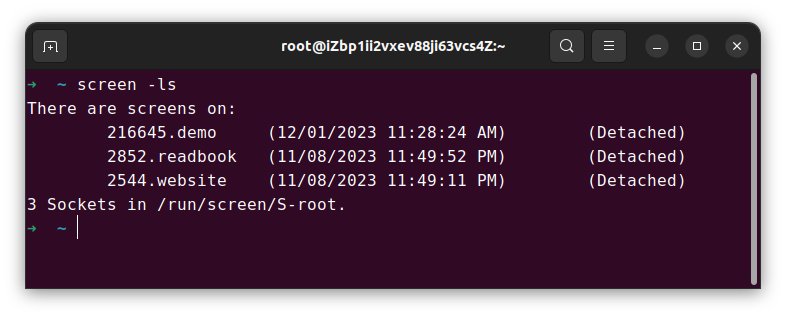 root@iZbp1ii2vxev88ji63vcs4Z:~
➜  ~ screen -ls
There are screens on:
        216645.demo     (12/01/2023 11:28:24 AM)        (Detached)
        2852.readbook   (11/08/2023 11:49:52 PM)        (Detached)
        2544.website    (11/08/2023 11:49:11 PM)        (Detached)
3 Sockets in /run/screen/S-root.
➜  ~